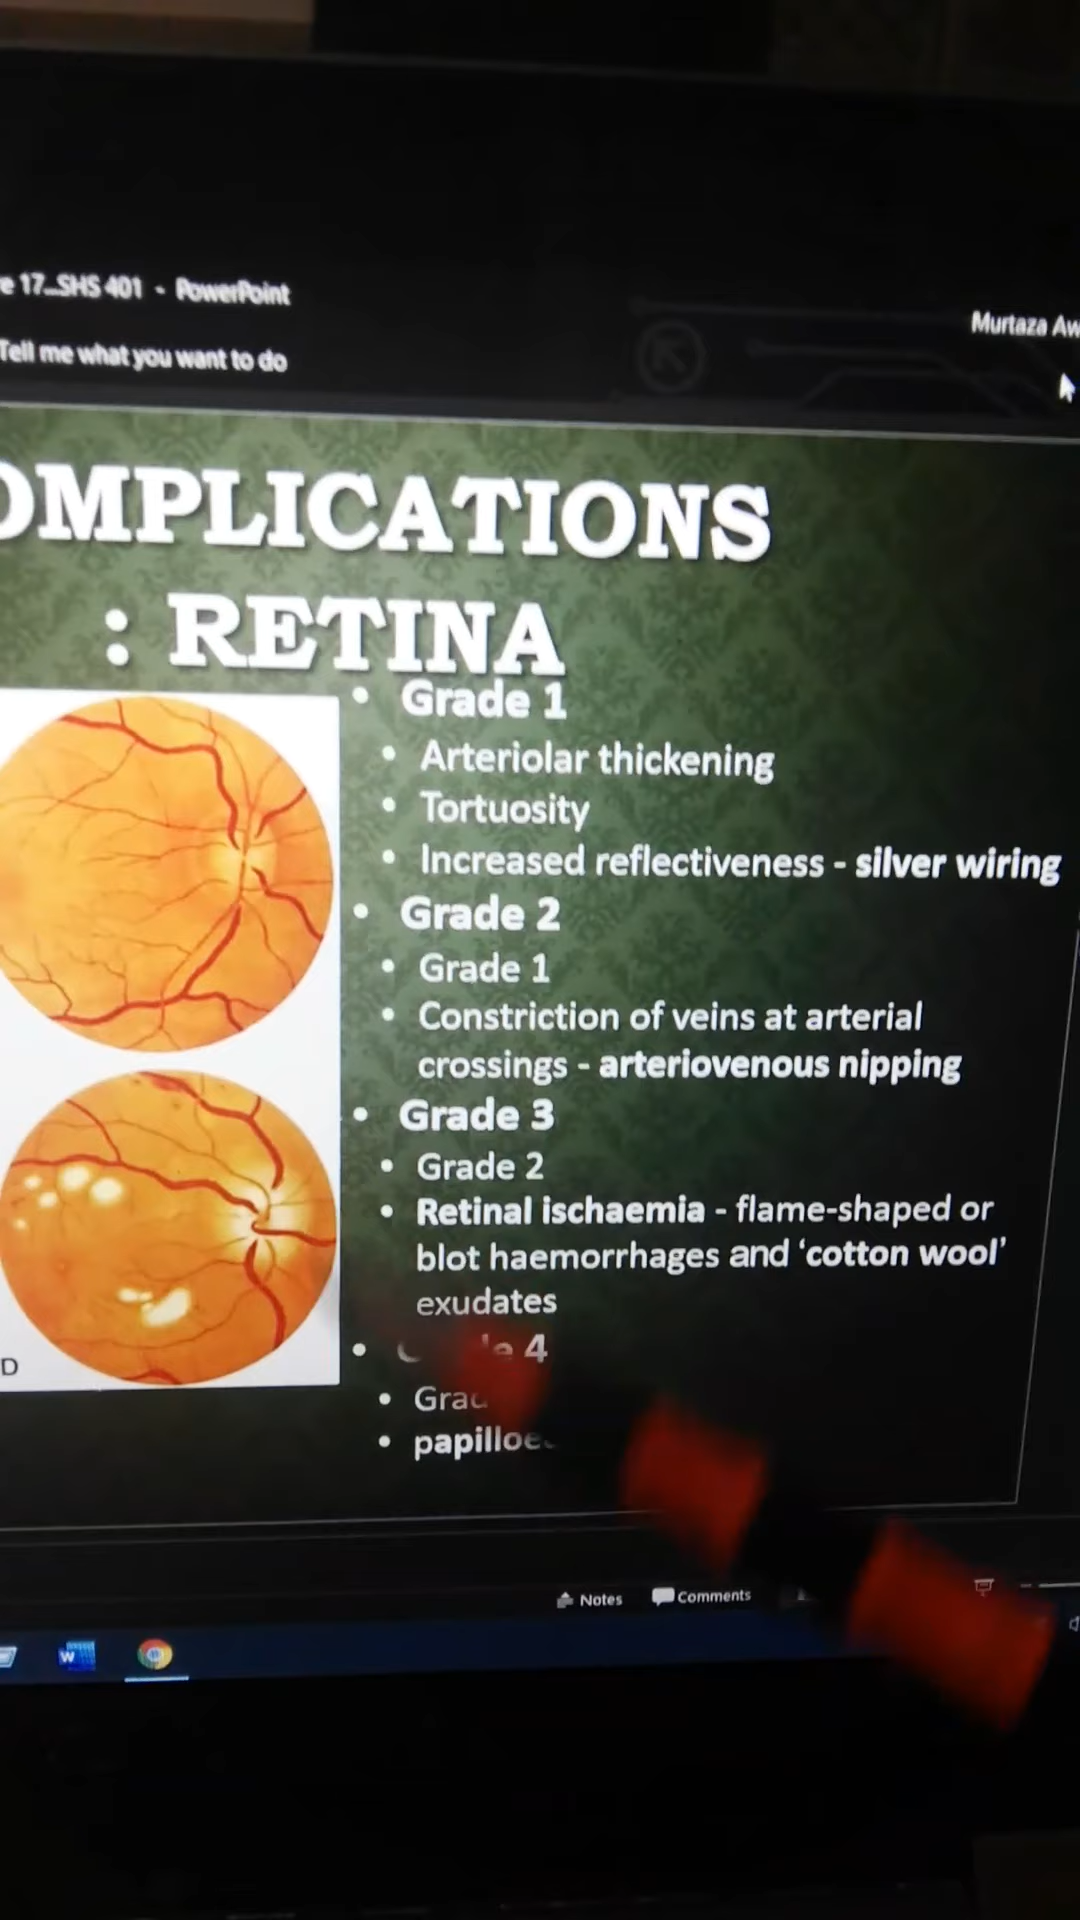 e 17_SHS 401 - PowerPoint
Murtaza Aw
Tell me what you want to do
OMPLICATIONS
: RETINA
• Grade 1
• Arteriolar thickening
• Tortuosity
• Increased reflectiveness - silver wiring
• Grade 2
• Grade 1
• Constriction of veins at arterial
crossings - arteriovenous nipping
• Grade 3
• Grade 2
• Retinal ischaemia - flame-shaped or
blot haemorrhages and ‘cotton wool’
exudates
• 4
• Gra
• papilloe
D
Notes
Comments
W